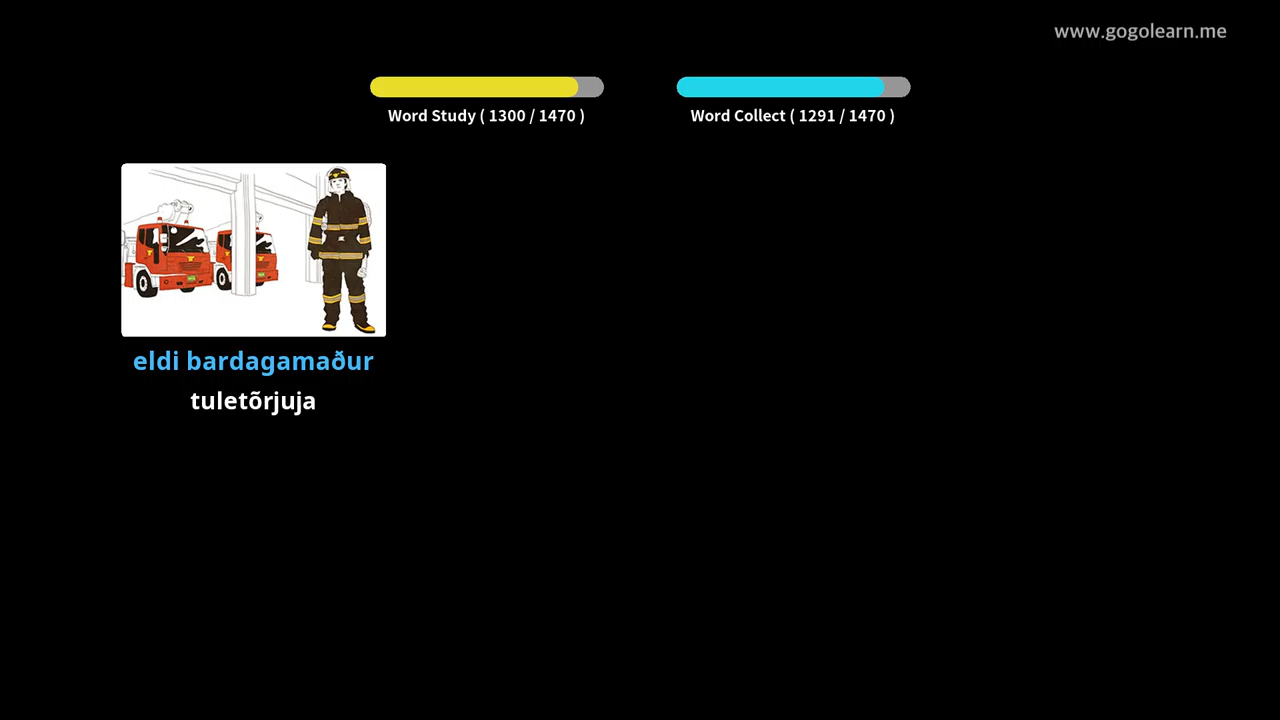 www.gogolearn.me
Word Study ( 1300 / 1470 )
Word Collect ( 1291 / 1470 )
eldi bardagamaður
tuletõrjuja